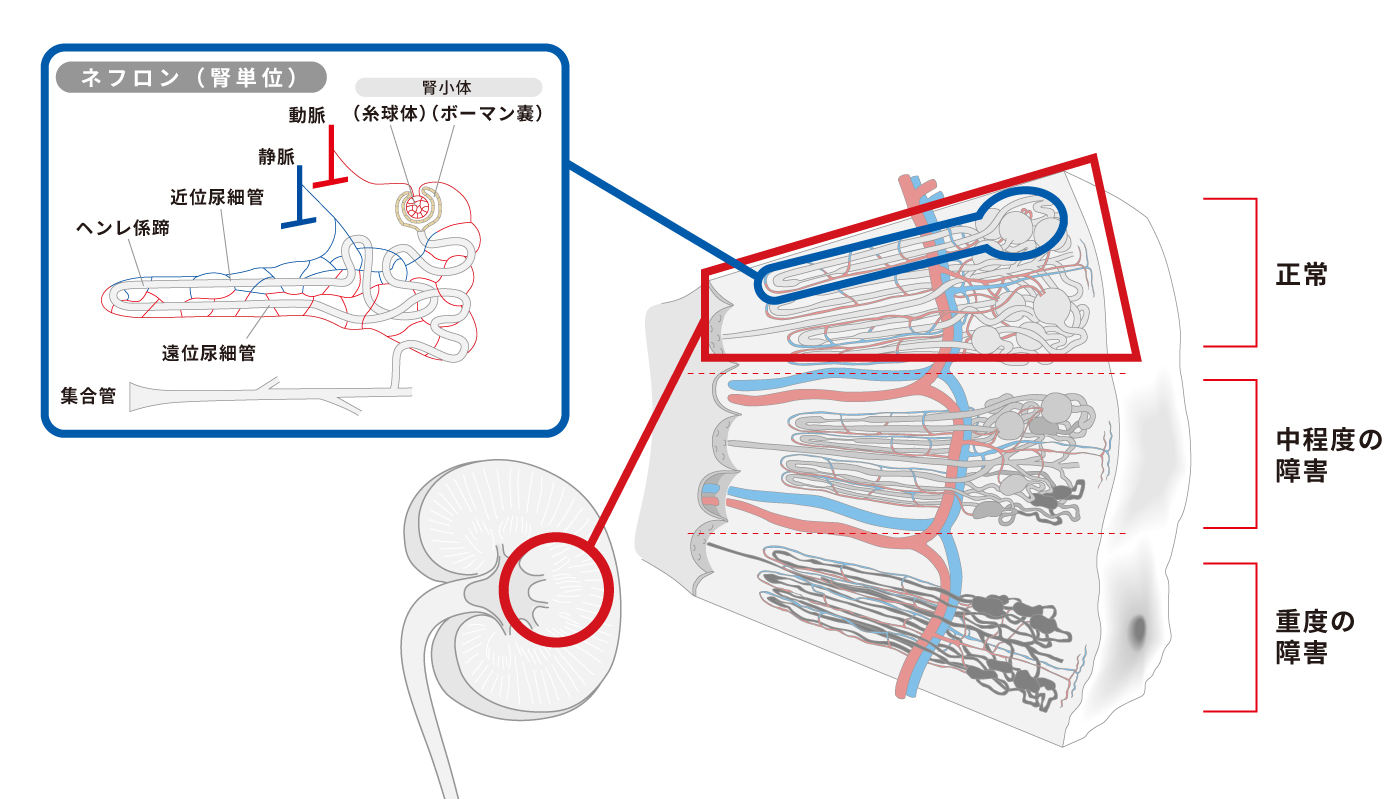 ネフロン（腎単位）
腎小体
（糸球体）（ボーマン嚢）
動脈
静脈
近位尿細管
ヘンレ係蹄
遠位尿細管
集合管
正常
中程度の
障害
重度の
障害